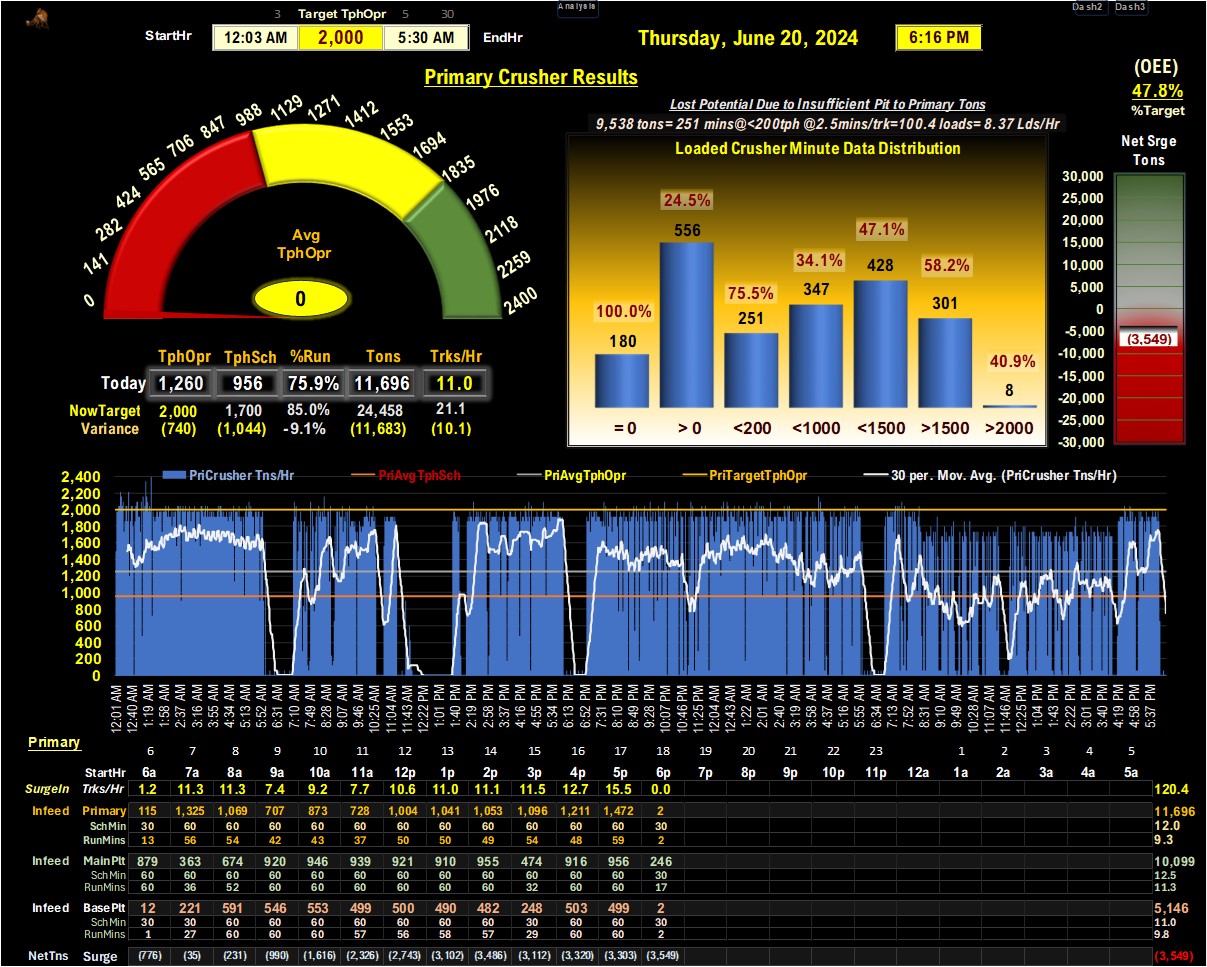 3 Target TphOpr 5 30
Analysis
Dash2 Dash3
StartHr 12:03 AM 2,000 5:30 AM EndHr
Thursday, June 20, 2024 6:16 PM
Primary Crusher Results
(OEE)
47.8%
%Target
Lost Potential Due to Insufficient Pit to Primary Tons
9,538 tons= 251 mins@<200tph @2.5mins/trk=100.4 loads= 8.37 Lds/Hr
0 141 282 424 565 706 847 988 1129 1271 1412 1553 1694 1835 1976 2118 2259 2400
Avg
TphOpr
0
Loaded Crusher Minute Data Distribution
100.0% 24.5% 75.5% 34.1% 47.1% 58.2% 40.9%
180 556 251 347 428 301 8
= 0 > 0 <200 <1000 <1500 >1500 >2000
Net Srge
Tons
30,000
25,000
20,000
15,000
10,000
5,000
0
-5,000
(3,549)
-10,000
-15,000
-20,000
-25,000
-30,000
TphOpr TphSch %Run Tons Trks/Hr
Today 1,260 956 75.9% 11,696 11.0
NowTarget 2,000 1,700 85.0% 24,458 21.1
Variance (740) (1,044) -9.1% (11,683) (10.1)
PriCrusher Tns/Hr PriAvgTphSch PriAvgTphOpr PriTargetTphOpr 30 per. Mov. Avg. (PriCrusher Tns/Hr)
2,400
2,200
2,000
1,800
1,600
1,400
1,200
1,000
800
600
400
200
0
12:01 AM 12:40 AM 1:19 AM 1:58 AM 2:37 AM 3:16 AM 3:55 AM 4:34 AM 5:13 AM 5:52 AM 6:31 AM 7:10 AM 7:49 AM 8:28 AM 9:07 AM 9:46 AM 10:25 AM 11:04 AM 11:43 AM 12:22 PM 1:01 PM 1:40 PM 2:19 PM 2:58 PM 3:37 PM 4:16 PM 4:55 PM 5:34 PM 6:13 PM 6:52 PM 7:31 PM 8:10 PM 8:49 PM 9:28 PM 10:07 PM 10:46 PM 11:25 PM 12:04 AM 12:43 AM 1:22 AM 2:01 AM 2:40 AM 3:19 AM 3:58 AM 4:37 AM 5:16 AM 5:55 AM 6:34 AM 7:13 AM 7:52 AM 8:31 AM 9:10 AM 9:49 AM 10:28 AM 11:07 AM 11:46 AM 12:25 PM 1:04 PM 1:43 PM 2:22 PM 3:01 PM 3:40 PM 4:19 PM 4:58 PM 5:37 PM
Primary
6 7 8 9 10 11 12 13 14 15 16 17 18 19 20 21 22 23 1 2 3 4 5
StartHr 6a 7a 8a 9a 10a 11a 12p 1p 2p 3p 4p 5p 6p 7p 8p 9p 10p 11p 12a 1a 2a 3a 4a 5a
SurgeIn Trks/Hr 1.2 11.3 11.3 7.4 9.2 7.7 10.6 11.0 11.1 11.5 12.7 15.5 0.0 120.4
Infeed Primary 115 1,325 1,069 707 873 728 1,004 1,041 1,053 1,096 1,211 1,472 2 11,696
SchMin 30 60 60 60 60 60 60 60 60 60 60 60 30 12.0
RunMins 13 56 54 42 43 37 50 50 49 54 48 59 2 9.3
Infeed MainPlt 879 363 674 920 946 939 921 910 955 474 916 956 246 10,099
SchMin 60 60 60 60 60 60 60 60 60 60 60 60 30 12.5
RunMins 60 36 52 60 60 60 60 60 60 32 60 60 17 11.3
Infeed BasePlt 12 221 591 546 553 499 500 490 482 248 503 499 2 5,146
SchMin 30 30 60 60 60 60 60 60 60 30 60 60 30 11.0
RunMins 1 27 60 60 60 57 56 58 57 29 60 60 2 9.8
NetTns Surge (776) (35) (231) (990) (1,616) (2,326) (2,743) (3,102) (3,486) (3,112) (3,320) (3,303) (3,549) (3,549)